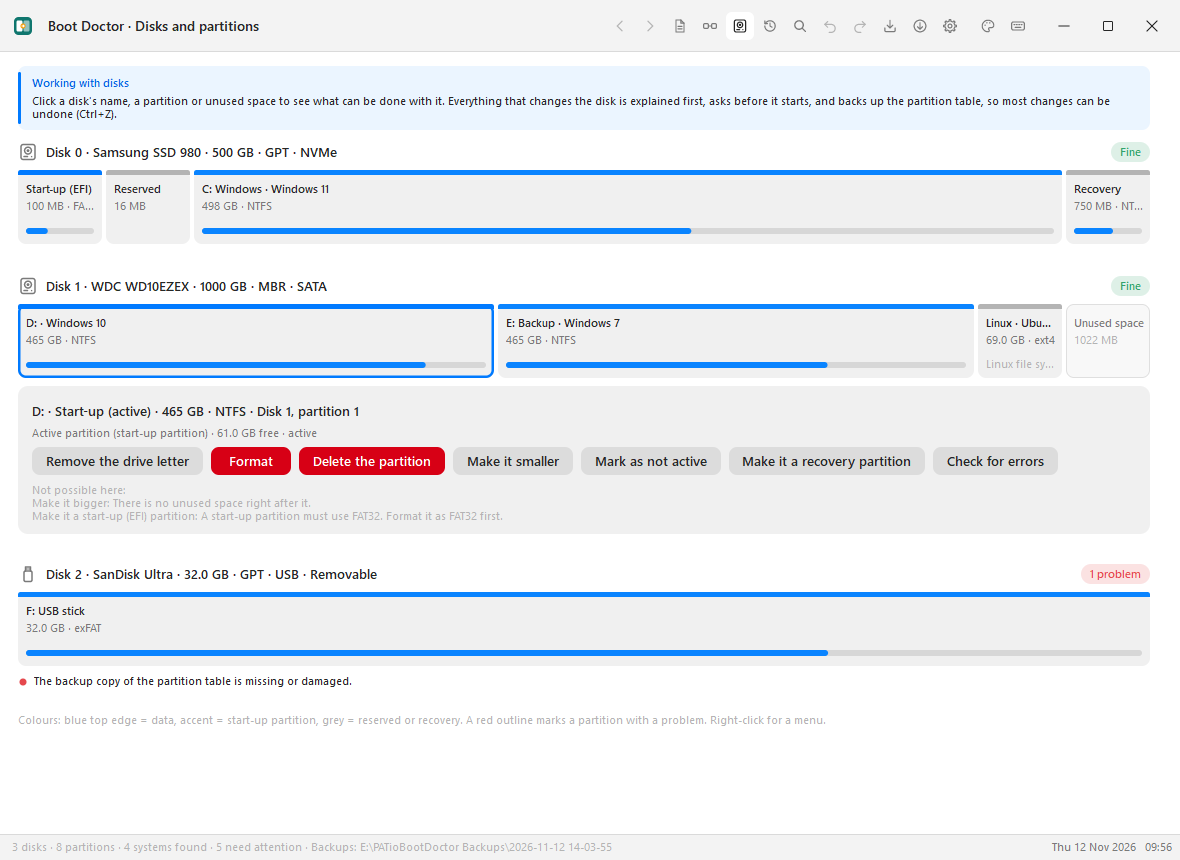 Boot Doctor · Disks and partitions
Working with disks
Click a disk's name, a partition or unused space to see what can be done with it. Everything that changes the disk is explained first, asks before it starts, and backs up the partition table, so most changes can be
undone (Ctrl+Z).
Disk 0 · Samsung SSD 980 · 500 GB · GPT · NVMe
Fine
Start-up (EFI)
100 MB · FA...
Reserved
16 MB
C: Windows · Windows 11
498 GB · NTFS
Recovery
750 MB · NT...
Disk 1 · WDC WD10EZEX · 1000 GB · MBR · SATA
Fine
D: · Windows 10
465 GB · NTFS
E: Backup · Windows 7
465 GB · NTFS
Linux · Ubu...
69.0 GB · ext4
Linux file sy...
Unused space
1022 MB
D: · Start-up (active) · 465 GB · NTFS · Disk 1, partition 1
Active partition (start-up partition) · 61.0 GB free · active
Remove the drive letter
Format
Delete the partition
Make it smaller
Mark as not active
Make it a recovery partition
Check for errors
Not possible here:
Make it bigger: There is no unused space right after it.
Make it a start-up (EFI) partition: A start-up partition must use FAT32. Format it as FAT32 first.
Disk 2 · SanDisk Ultra · 32.0 GB · GPT · USB · Removable
1 problem
F: USB stick
32.0 GB · exFAT
The backup copy of the partition table is missing or damaged.
Colours: blue top edge = data, accent = start-up partition, grey = reserved or recovery. A red outline marks a partition with a problem. Right-click for a menu.
3 disks · 8 partitions · 4 systems found · 5 need attention · Backups: E:\PATioBootDoctor Backups\2026-11-12 14-03-55
Thu 12 Nov 2026 09:56